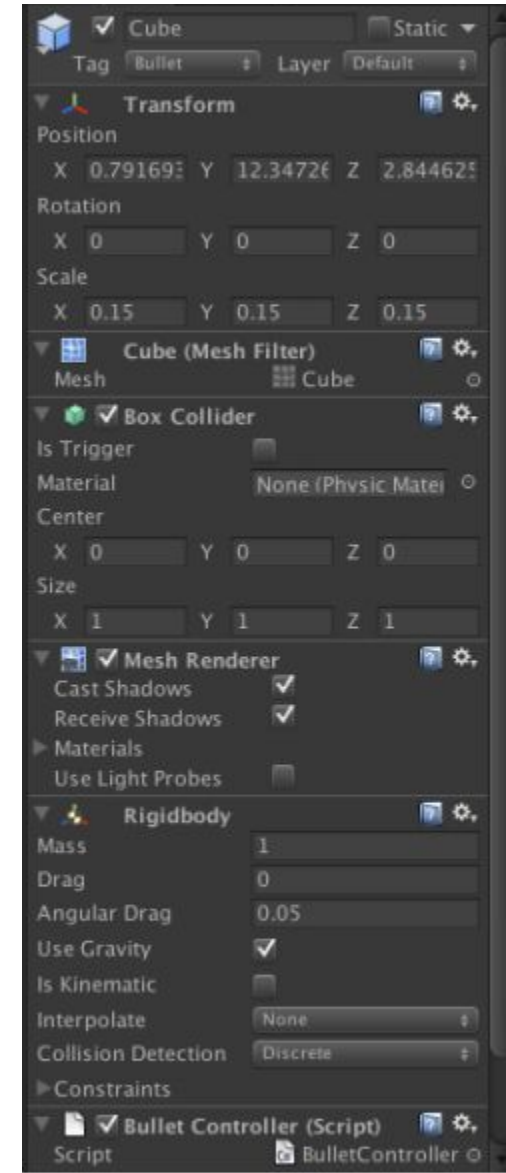 Cube Static
Tag Bullet Layer Default
Transform
Position
X 0.79169 Y 12.34726 Z 2.844625
Rotation
X 0 Y 0 Z 0
Scale
X 0.15 Y 0.15 Z 0.15
Cube (Mesh Filter)
Mesh Cube
Box Collider
Is Trigger
Material None (Physic Mater
Center
X 0 Y 0 Z 0
Size
X 1 Y 1 Z 1
Mesh Renderer
Cast Shadows
Receive Shadows
Materials
Use Light Probes
Rigidbody
Mass 1
Drag 0
Angular Drag 0.05
Use Gravity
Is Kinematic
Interpolate None
Collision Detection Discrete
Constraints
Bullet Controller (Script)
Script BulletController